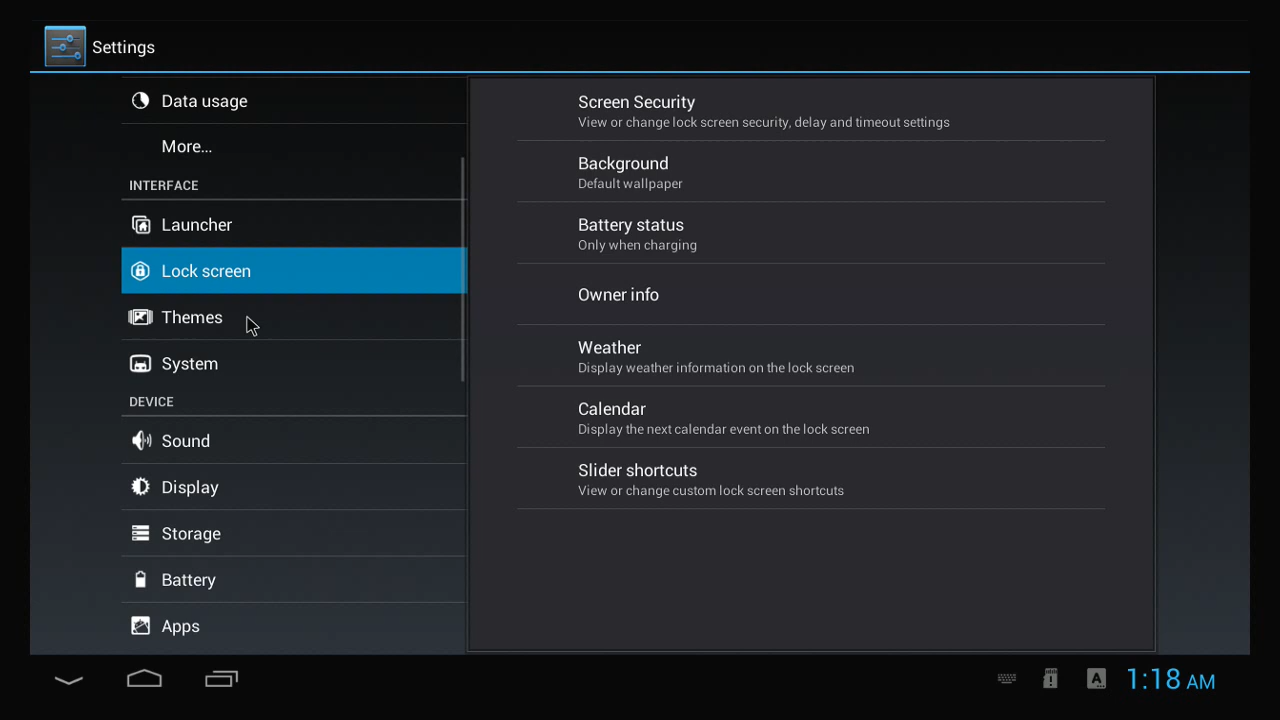 Settings
Data usage
More...
INTERFACE
Launcher
Lock screen
Themes
System
DEVICE
Sound
Display
Storage
Battery
Apps
Screen Security
View or change lock screen security, delay and timeout settings
Background
Default wallpaper
Battery status
Only when charging
Owner info
Weather
Display weather information on the lock screen
Calendar
Display the next calendar event on the lock screen
Slider shortcuts
View or change custom lock screen shortcuts
A
1:18 AM